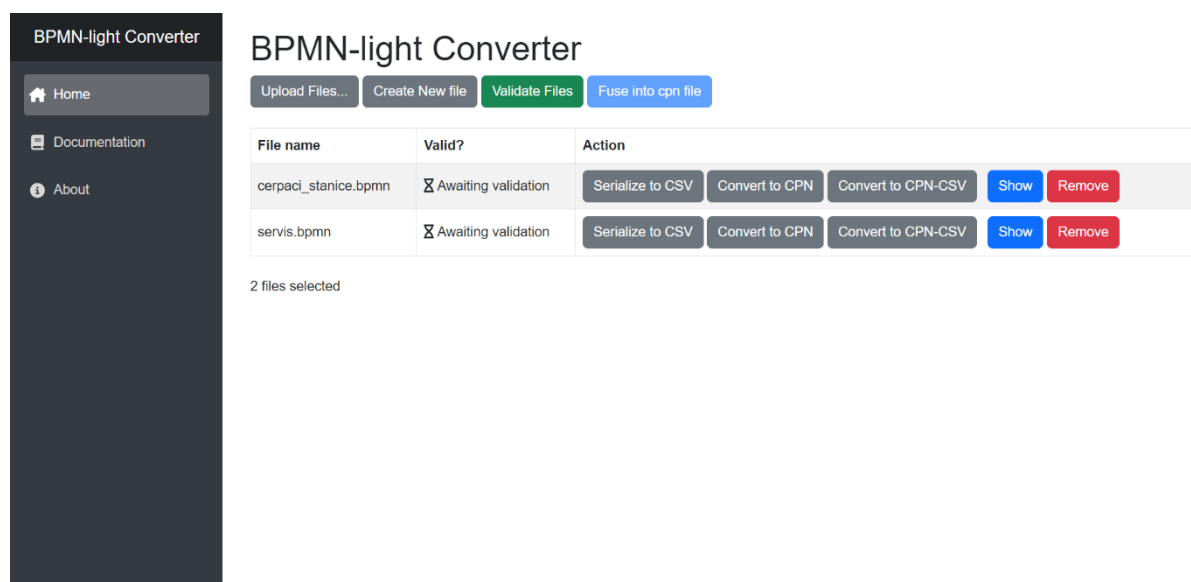 BPMN-light Converter
Home
Documentation
About
BPMN-light Converter
Upload Files... Create New file Validate Files Fuse into cpn file
File name Valid? Action
cerpaci_stanice.bpmn Awaiting validation Serialize to CSV Convert to CPN Convert to CPN-CSV Show Remove
servis.bpmn Awaiting validation Serialize to CSV Convert to CPN Convert to CPN-CSV Show Remove
2 files selected